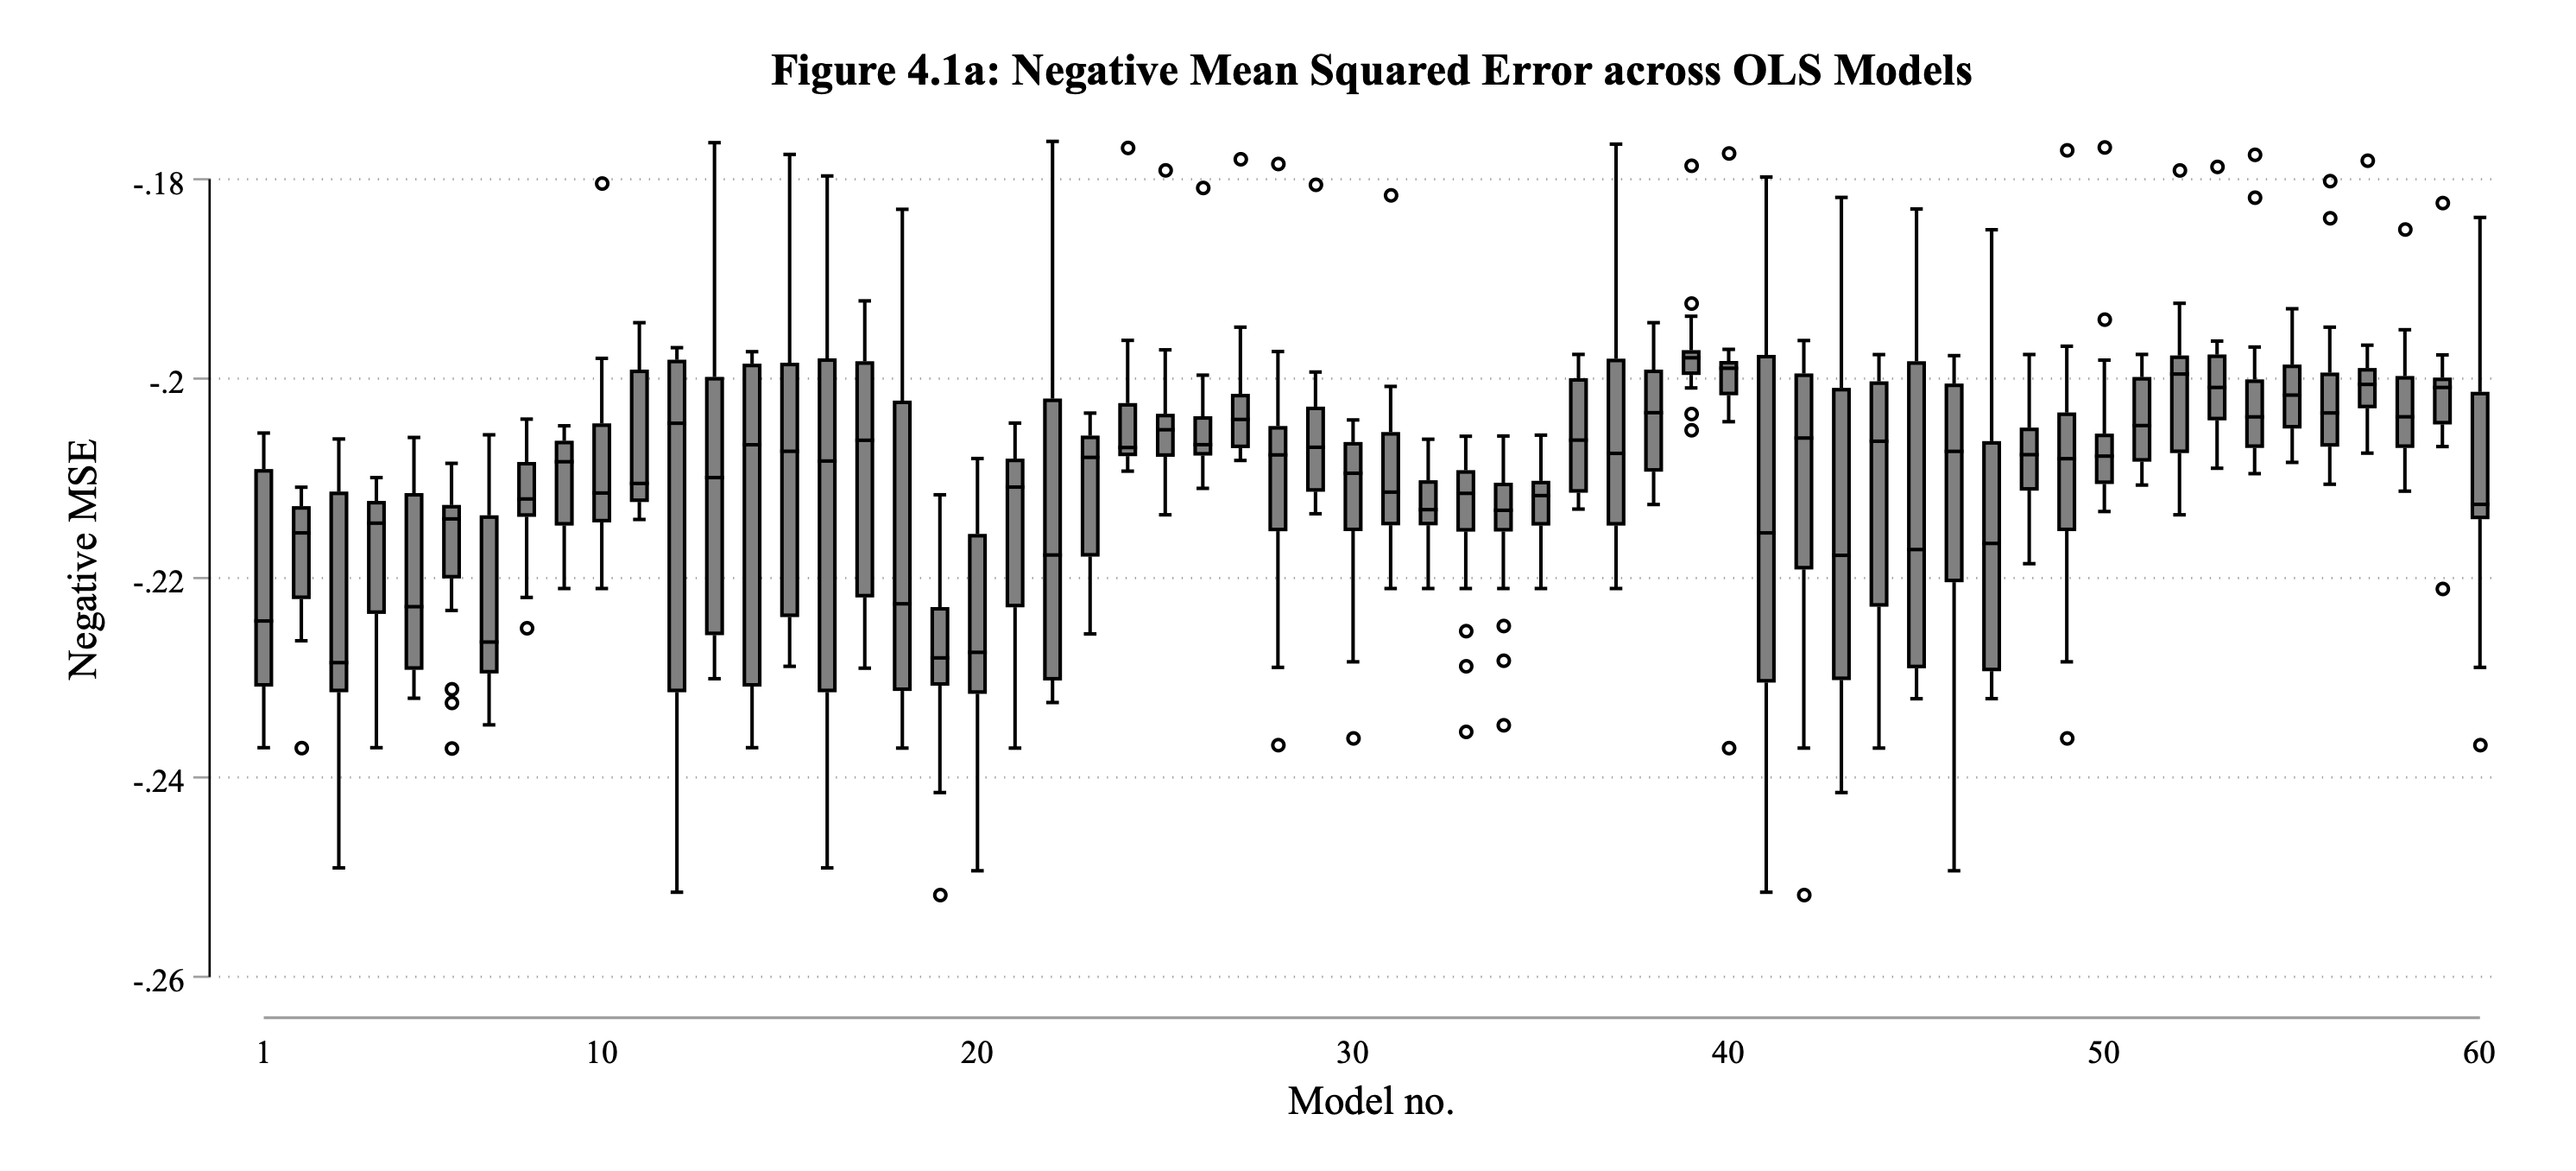 Figure 4.1a: Negative Mean Squared Error across OLS Models
Negative MSE
-.18
-.2
-.22
-.24
-.26
1 10 20 30 40 50 60
Model no.